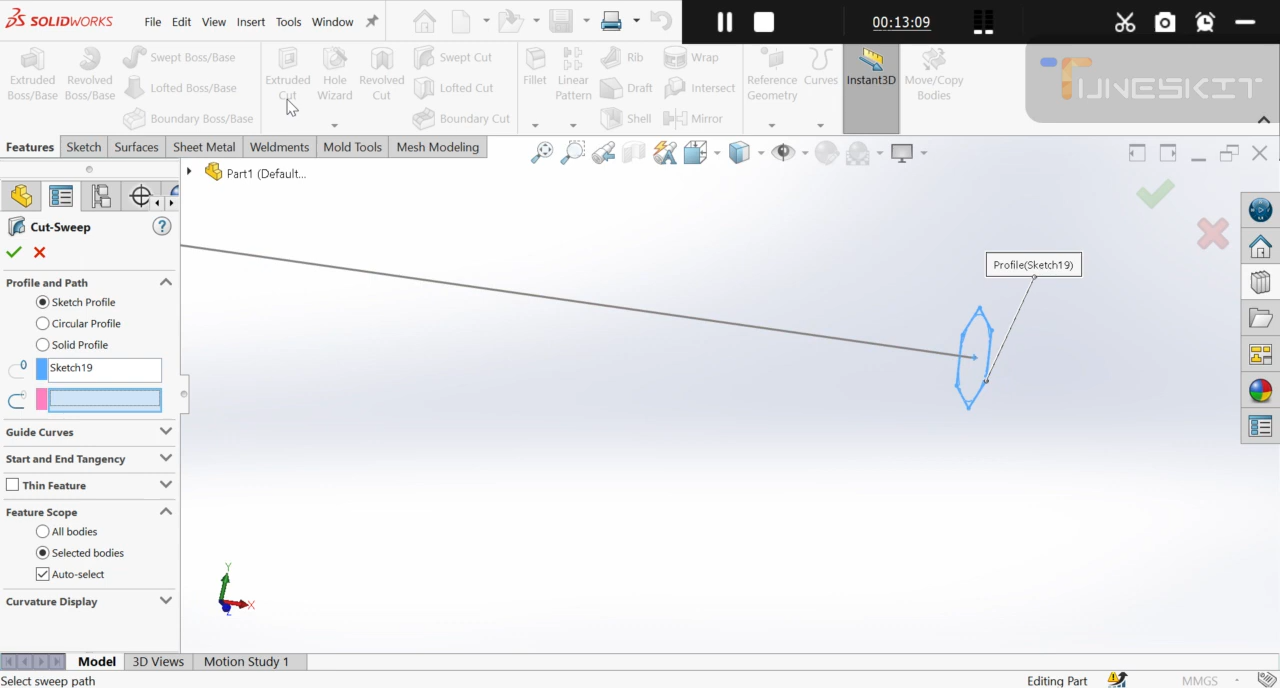 SOLIDWORKS File Edit View Insert Tools Window 00:13:09
TUNESKIT
Extruded Boss/Base
Revolved Boss/Base
Swept Boss/Base
Lofted Boss/Base
Boundary Boss/Base
Extruded Cut
Hole Wizard
Revolved Cut
Swept Cut
Lofted Cut
Boundary Cut
Fillet
Linear Pattern
Rib
Draft
Shell
Wrap
Intersect
Mirror
Reference Geometry
Curves
Instant3D
Move/Copy Bodies
Features Sketch Surfaces Sheet Metal Weldments Mold Tools Mesh Modeling
Part1 (Default...
Cut-Sweep
Profile and Path
Sketch Profile
Circular Profile
Solid Profile
Sketch19
Guide Curves
Start and End Tangency
Thin Feature
Feature Scope
All bodies
Selected bodies
Auto-select
Curvature Display
Profile(Sketch19)
Y
X
Z
Model 3D Views Motion Study 1
Select sweep path Editing Part MMGS